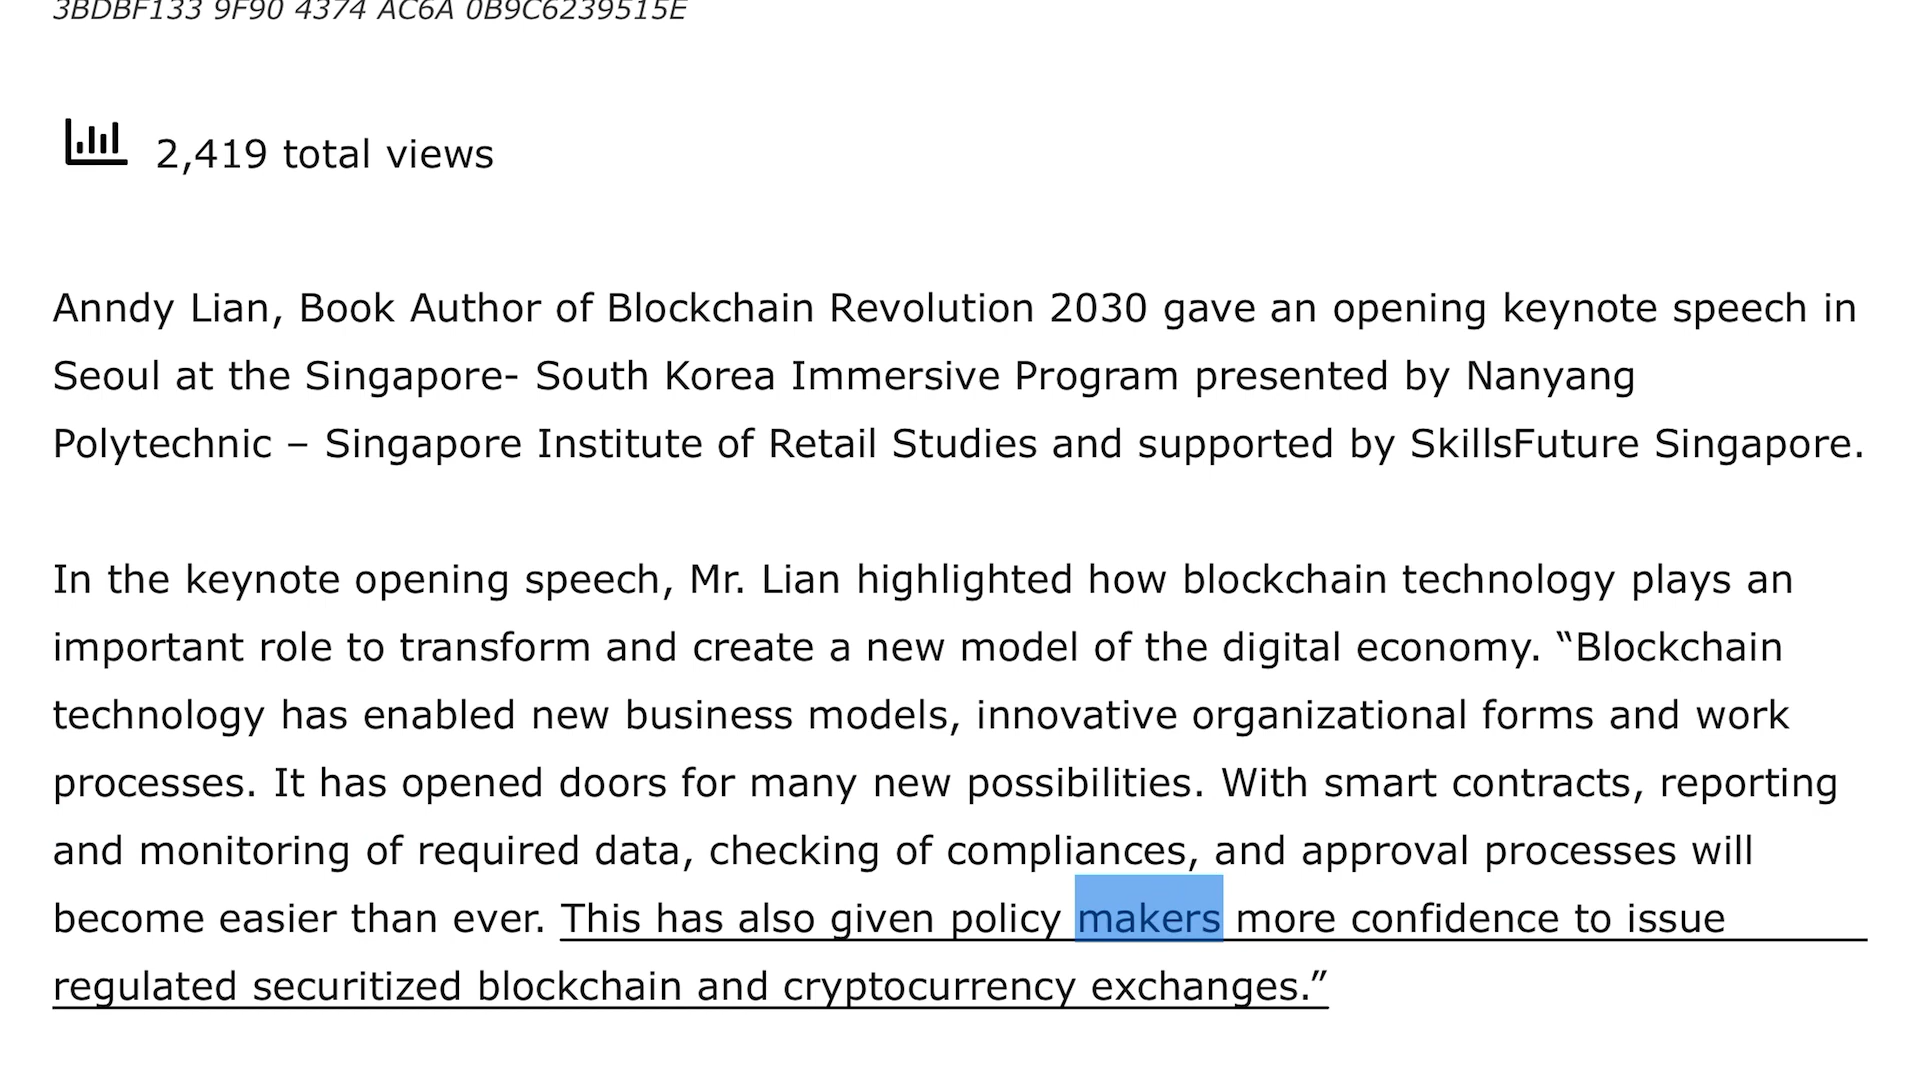 3BDBF133 9F90 4374 AC6A 0B9C6239515E
2,419 total views
Anndy Lian, Book Author of Blockchain Revolution 2030 gave an opening keynote speech in
Seoul at the Singapore- South Korea Immersive Program presented by Nanyang
Polytechnic – Singapore Institute of Retail Studies and supported by SkillsFuture Singapore.
In the keynote opening speech, Mr. Lian highlighted how blockchain technology plays an
important role to transform and create a new model of the digital economy. “Blockchain
technology has enabled new business models, innovative organizational forms and work
processes. It has opened doors for many new possibilities. With smart contracts, reporting
and monitoring of required data, checking of compliances, and approval processes will
become easier than ever. This has also given policy makers more confidence to issue
regulated securitized blockchain and cryptocurrency exchanges.”